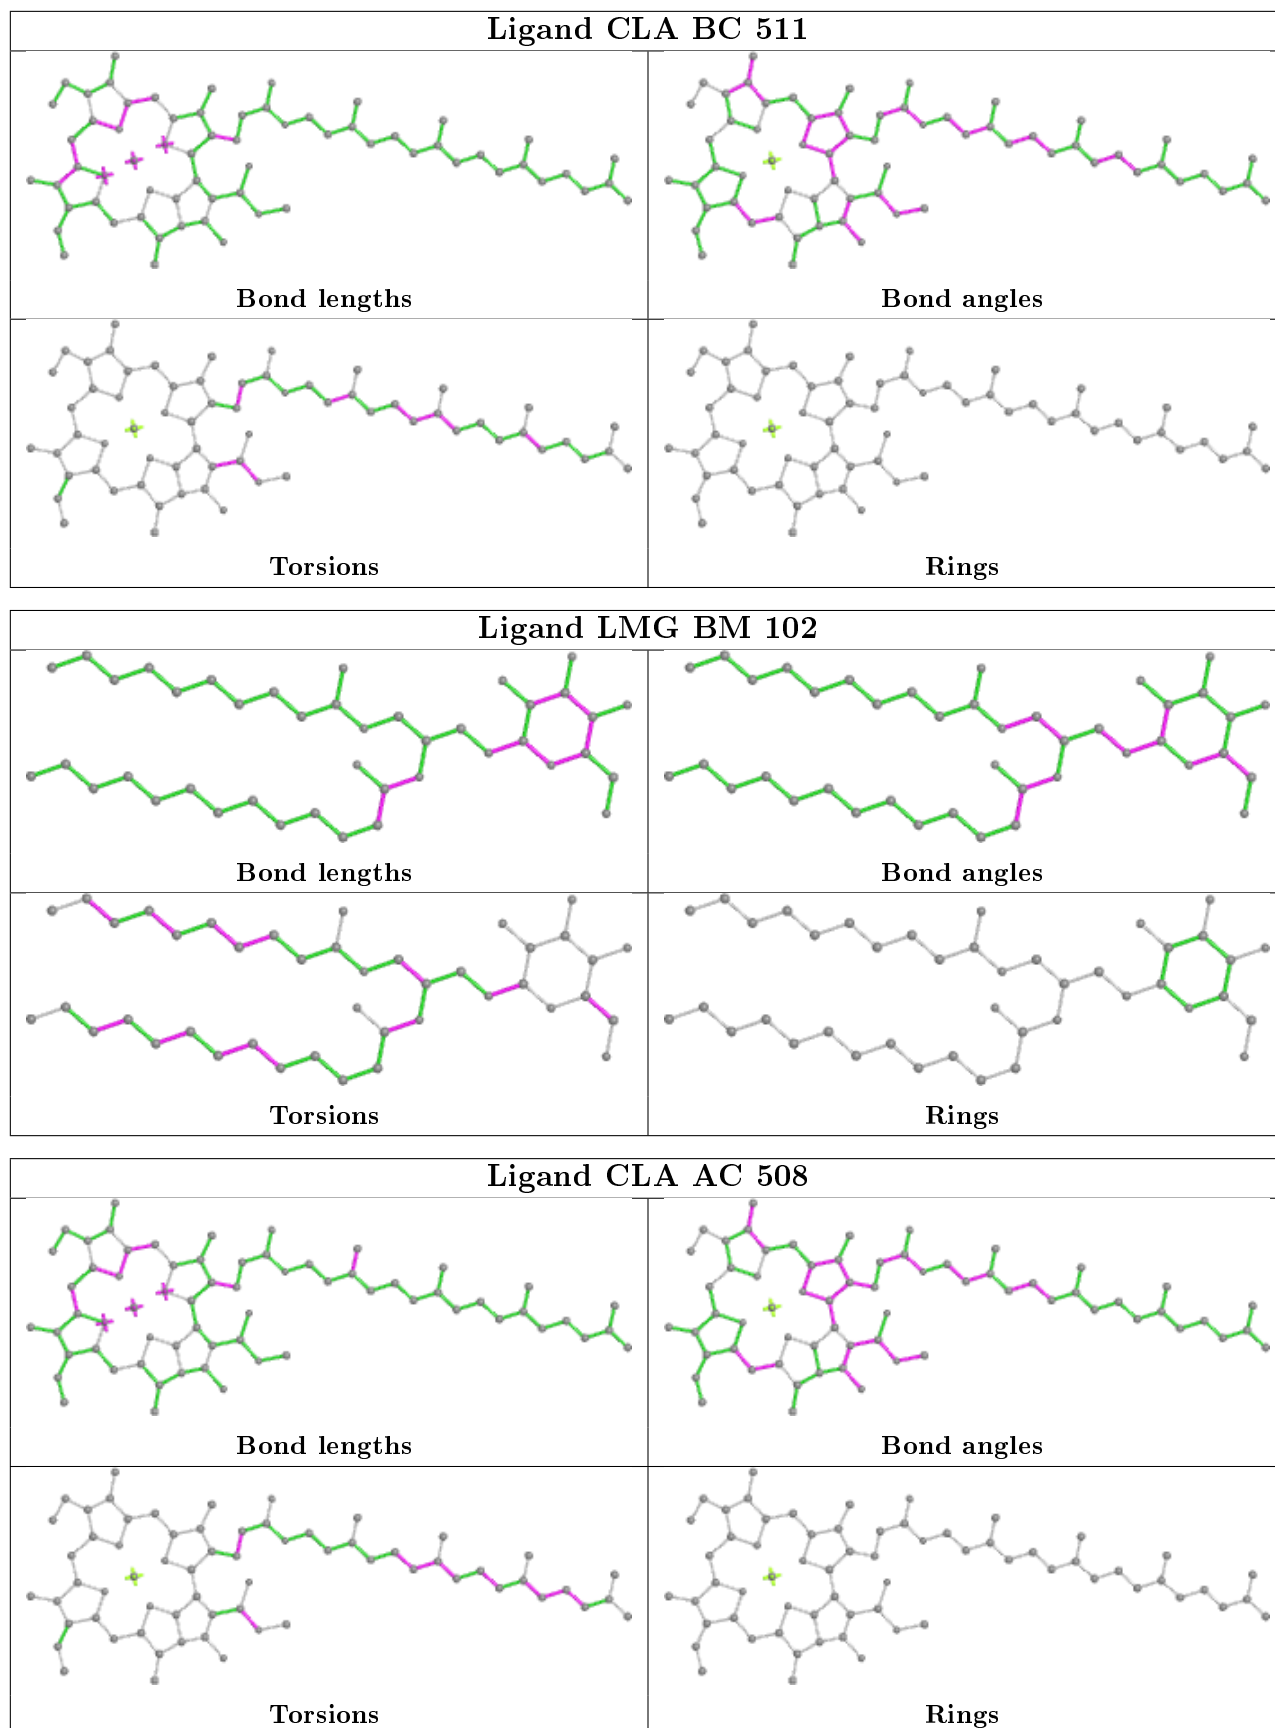 Ligand CLA BC 511
Bond lengths
Bond angles
Torsions
Rings
Ligand LMG BM 102
Bond lengths
Bond angles
Torsions
Rings
Ligand CLA AC 508
Bond lengths
Bond angles
Torsions
Rings